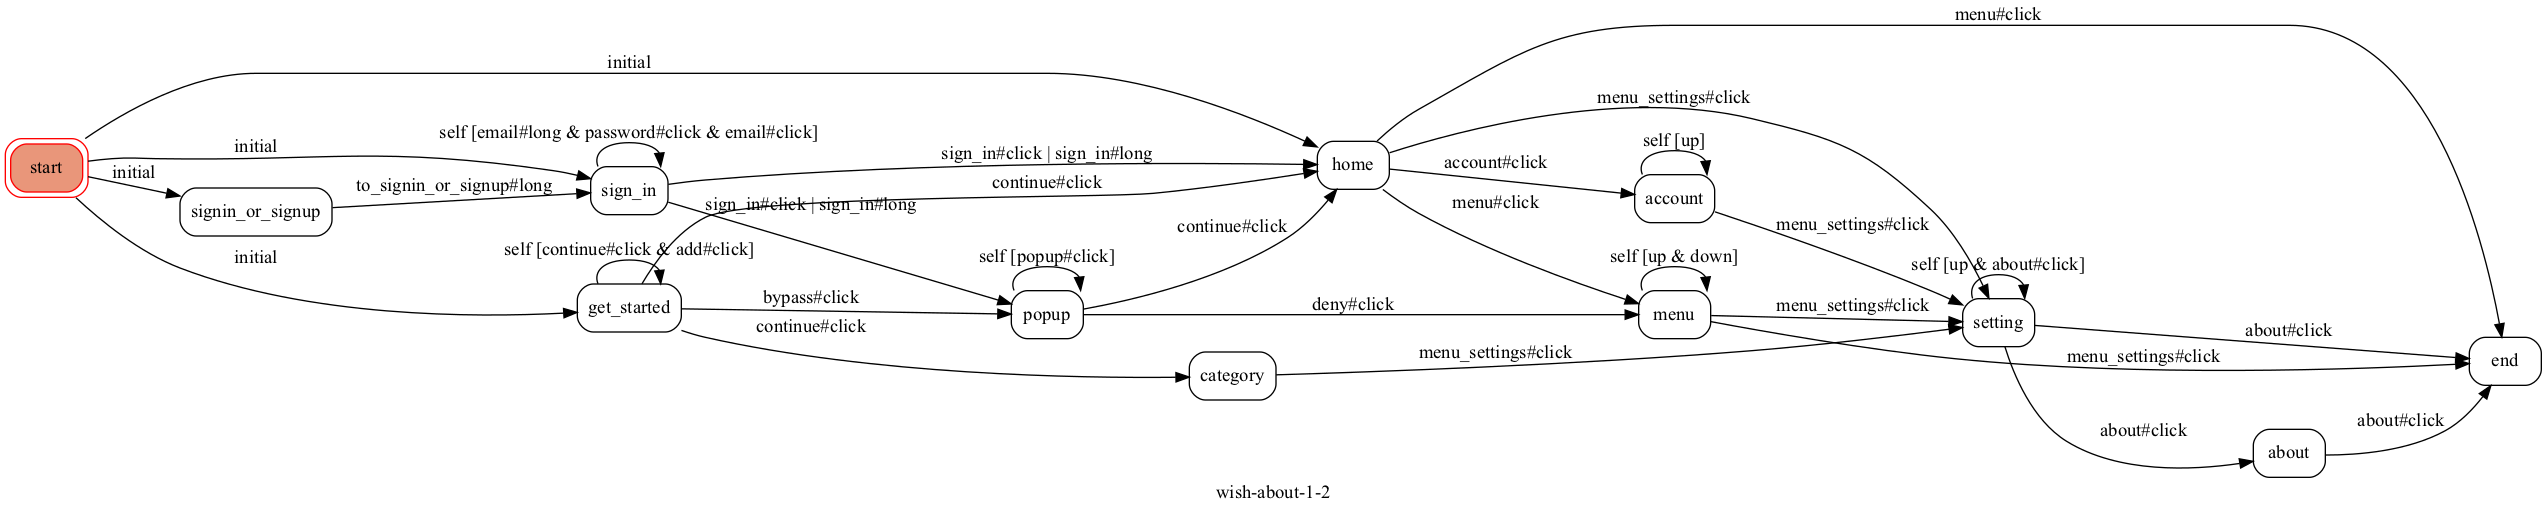 menu#click
initial
menu_settings#click
self [email#long & password#click & email#click]
self [up]
initial
sign_in#click | sign_in#long
account#click
start
initial
home
to_signin_or_signup#long
sign_in
continue#click
account
signin_or_signup
sign_in#click | sign_in#long
menu#click
continue#click
menu_settings#click
initial
self [continue#click & add#click]
self [popup#click]
self [up & down]
self [up & about#click]
get_started
bypass#click
popup
deny#click
menu
menu_settings#click
setting
continue#click
about#click
menu_settings#click
menu_settings#click
end
category
about#click
about#click
about
wish-about-1-2